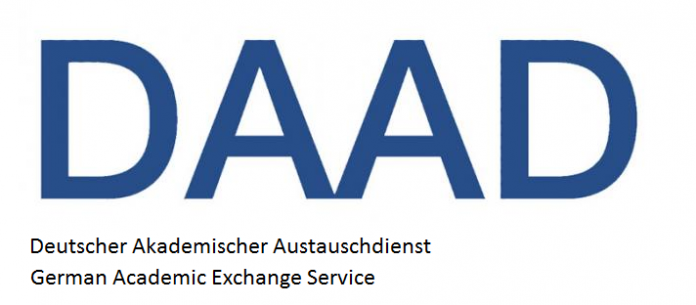 DAAD
Deutscher Akademischer Austauschdienst
German Academic Exchange Service